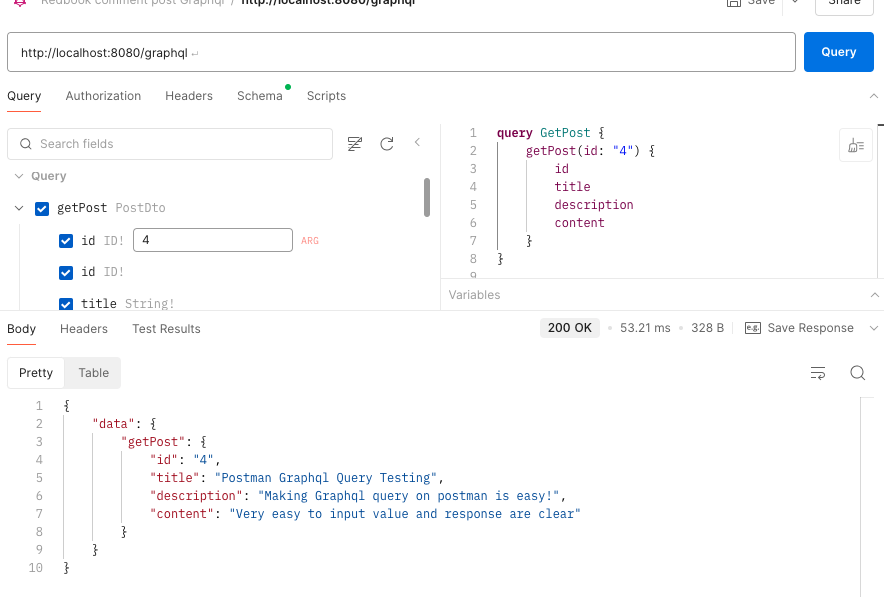 Redbook comment post Graphql / http://localhost:8080/graphql
Save
Share
http://localhost:8080/graphql
Query
Query Authorization Headers Schema Scripts
Search fields
Query
getPost PostDto
id ID! 4 ARG
id ID!
title String!
1 query GetPost {
2 getPost(id: "4") {
3 id
4 title
5 description
6 content
7 }
8 }
9
Variables
Body Headers Test Results
200 OK • 53.21 ms • 328 B e.g. Save Response
Pretty Table
1 {
2 "data": {
3 "getPost": {
4 "id": "4",
5 "title": "Postman Graphql Query Testing",
6 "description": "Making Graphql query on postman is easy!",
7 "content": "Very easy to input value and response are clear"
8 }
9 }
10 }